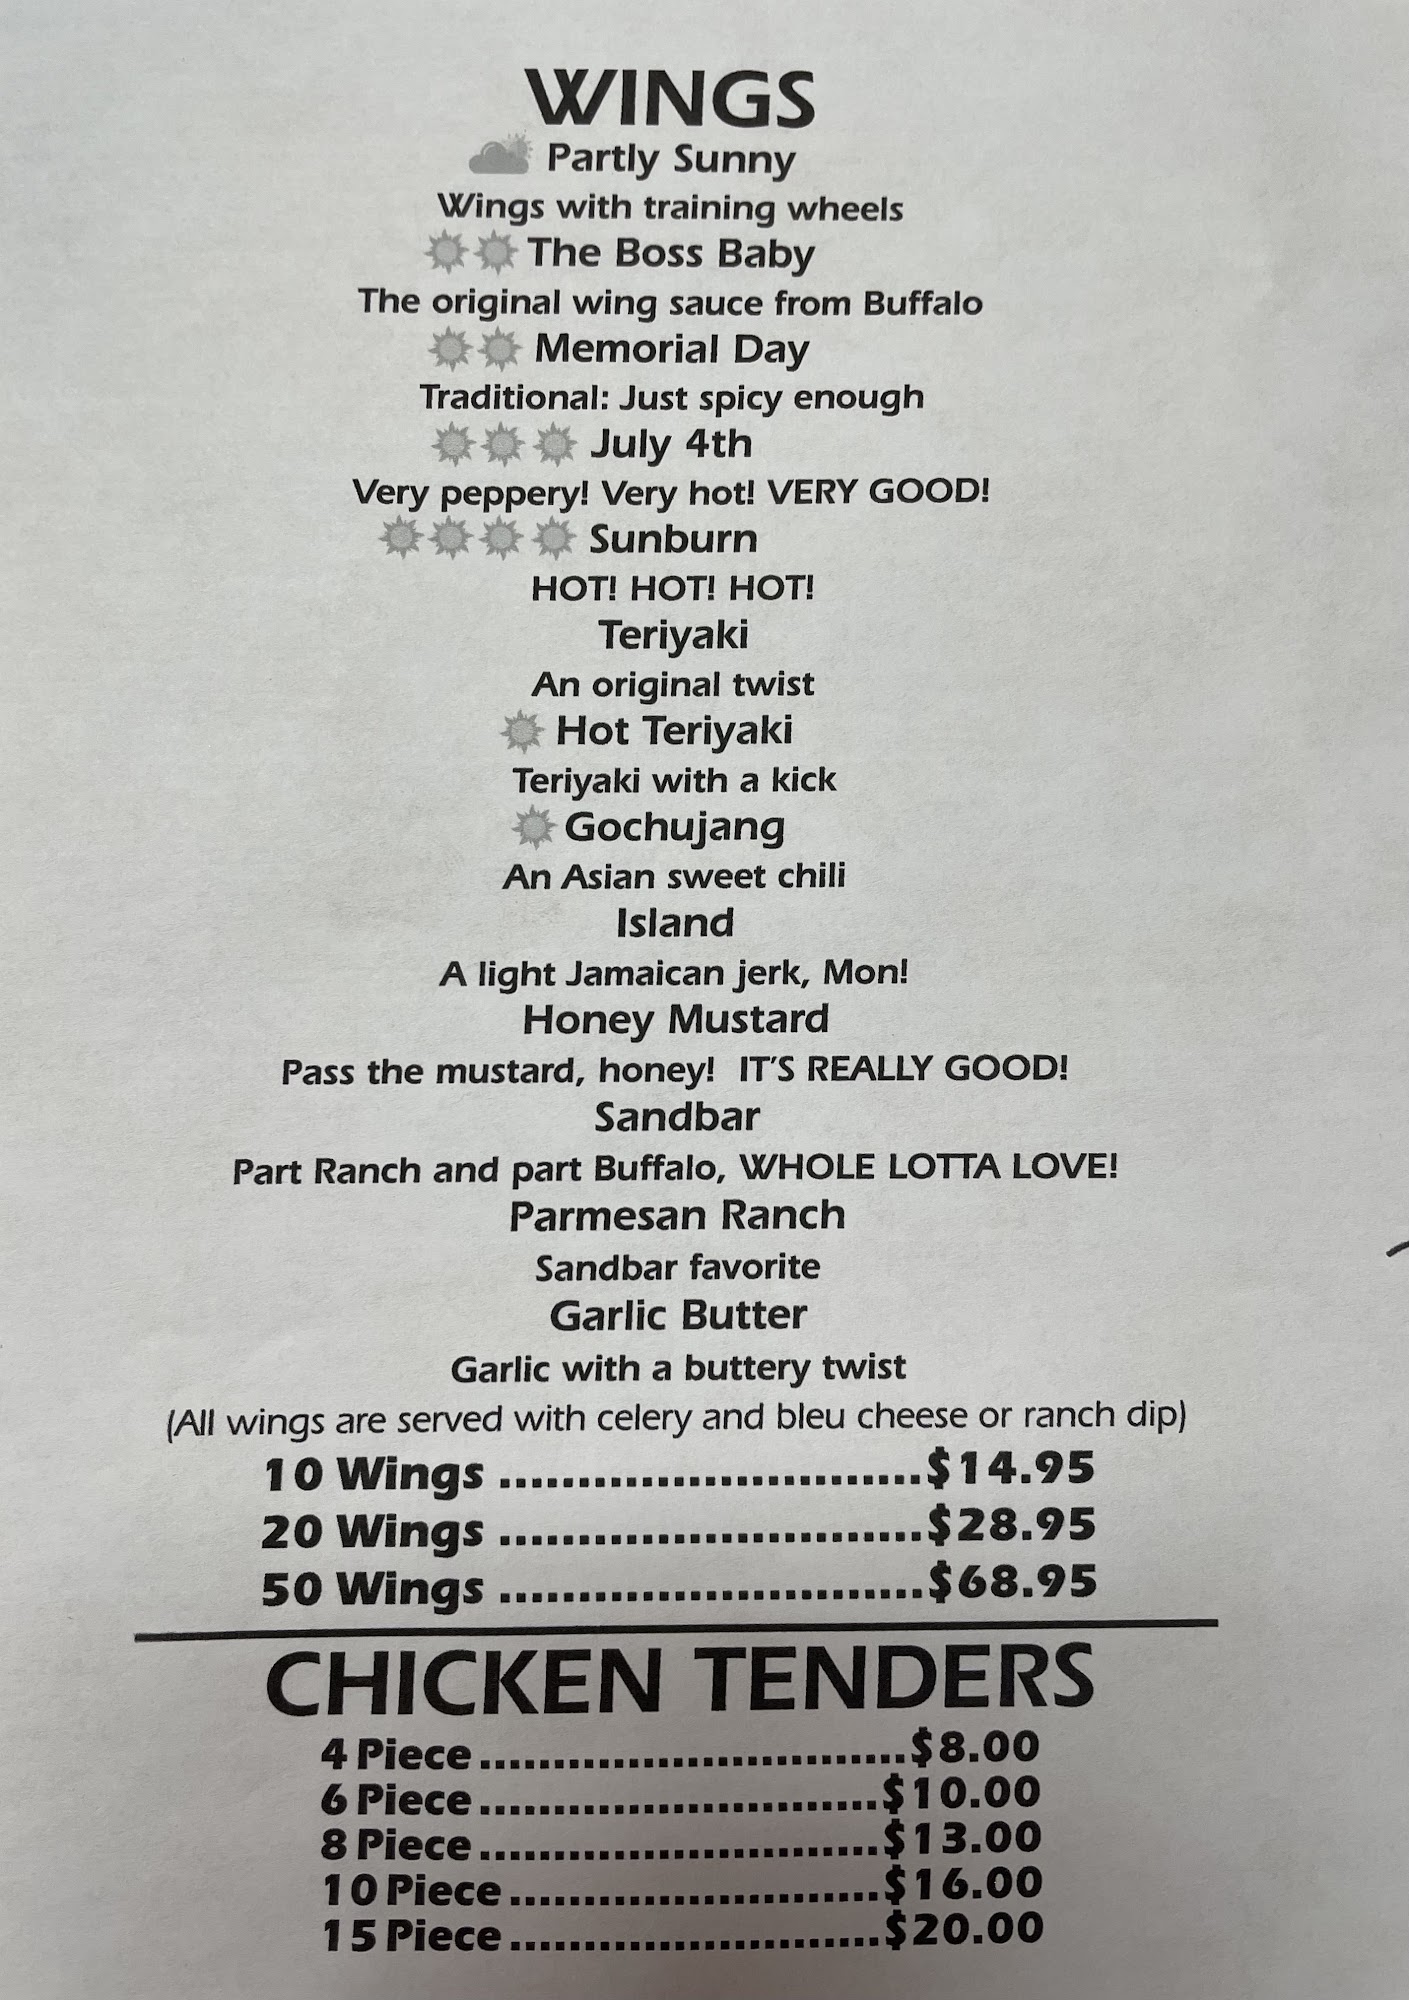 WINGS
Partly Sunny
Wings with training wheels
The Boss Baby
The original wing sauce from Buffalo
Memorial Day
Traditional: Just spicy enough
July 4th
Very peppery! Very hot! VERY GOOD!
Sunburn
HOT! HOT! HOT!
Teriyaki
An original twist
Hot Teriyaki
Teriyaki with a kick
Gochujang
An Asian sweet chili
Island
A light Jamaican jerk, Mon!
Honey Mustard
Pass the mustard, honey! IT'S REALLY GOOD!
Sandbar
Part Ranch and part Buffalo, WHOLE LOTTA LOVE!
Parmesan Ranch
Sandbar favorite
Garlic Butter
Garlic with a buttery twist
(All wings are served with celery and bleu cheese or ranch dip)
10 Wings ...........................$14.95
20 Wings ...........................$28.95
50 Wings ...........................$68.95
CHICKEN TENDERS
4 Piece.............................$8.00
6 Piece...........................$10.00
8 Piece...........................$13.00
10 Piece.........................$16.00
15 Piece.........................$20.00